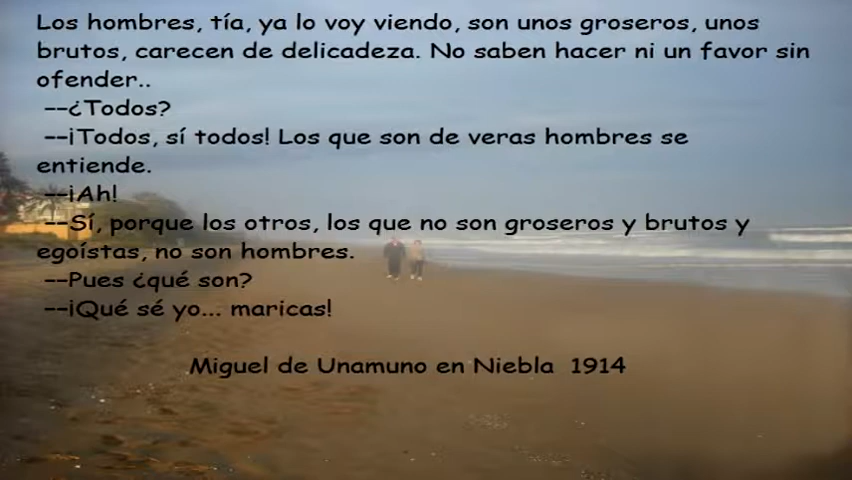 Los hombres, tía, ya lo voy viendo, son unos groseros, unos
brutos, carecen de delicadeza. No saben hacer ni un favor sin
ofender..
--¿Todos?
--¡Todos, sí todos! Los que son de veras hombres se
entiende.
--¡Ah!
--Sí, porque los otros, los que no son groseros y brutos y
egoístas, no son hombres.
--Pues ¿qué son?
--¡Qué sé yo... maricas!
Miguel de Unamuno en Niebla 1914